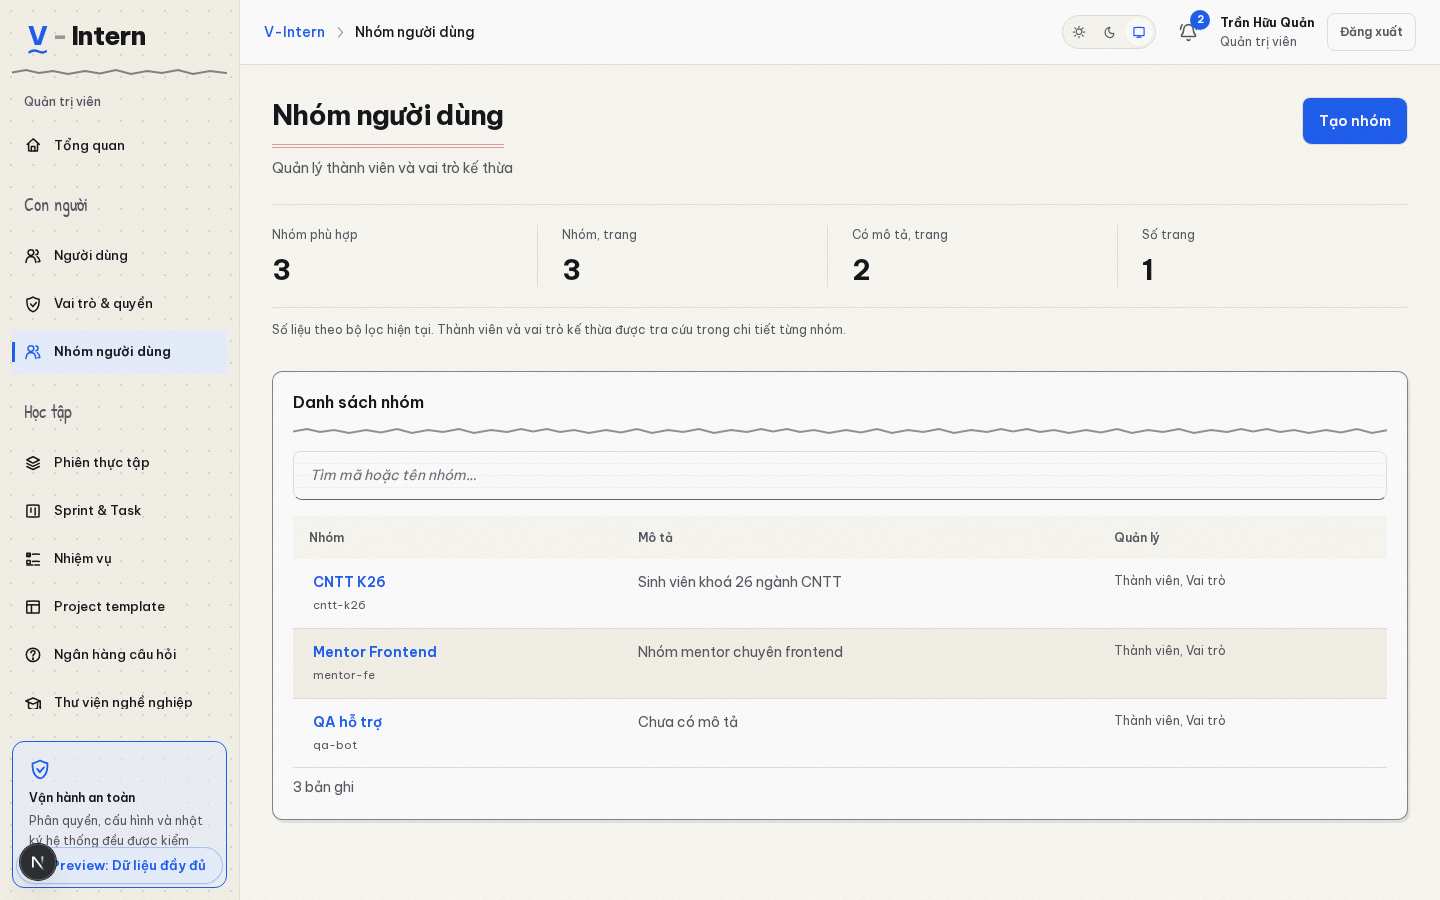 V - Intern
Quản trị viên
Tổng quan
Con người
Người dùng
Vai trò & quyền
Nhóm người dùng
Học tập
Phiên thực tập
Sprint & Task
Nhiệm vụ
Project template
Ngân hàng câu hỏi
Thư viện nghề nghiệp
Vận hành an toàn
Phân quyền, cấu hình và nhật
ký hệ thống đều được kiểm
Preview: Dữ liệu đầy đủ
N
V-Intern > Nhóm người dùng
2
Trần Hữu Quản
Quản trị viên
Đăng xuất
Nhóm người dùng
Quản lý thành viên và vai trò kế thừa
Tạo nhóm
Nhóm phù hợp
3
Nhóm, trang
3
Có mô tả, trang
2
Số trang
1
Số liệu theo bộ lọc hiện tại. Thành viên và vai trò kế thừa được tra cứu trong chi tiết từng nhóm.
Danh sách nhóm
Tìm mã hoặc tên nhóm...
Nhóm Mô tả Quản lý
CNTT K26 Sinh viên khoá 26 ngành CNTT Thành viên, Vai trò
cntt-k26
Mentor Frontend Nhóm mentor chuyên frontend Thành viên, Vai trò
mentor-fe
QA hỗ trợ Chưa có mô tả Thành viên, Vai trò
qa-bot
3 bản ghi